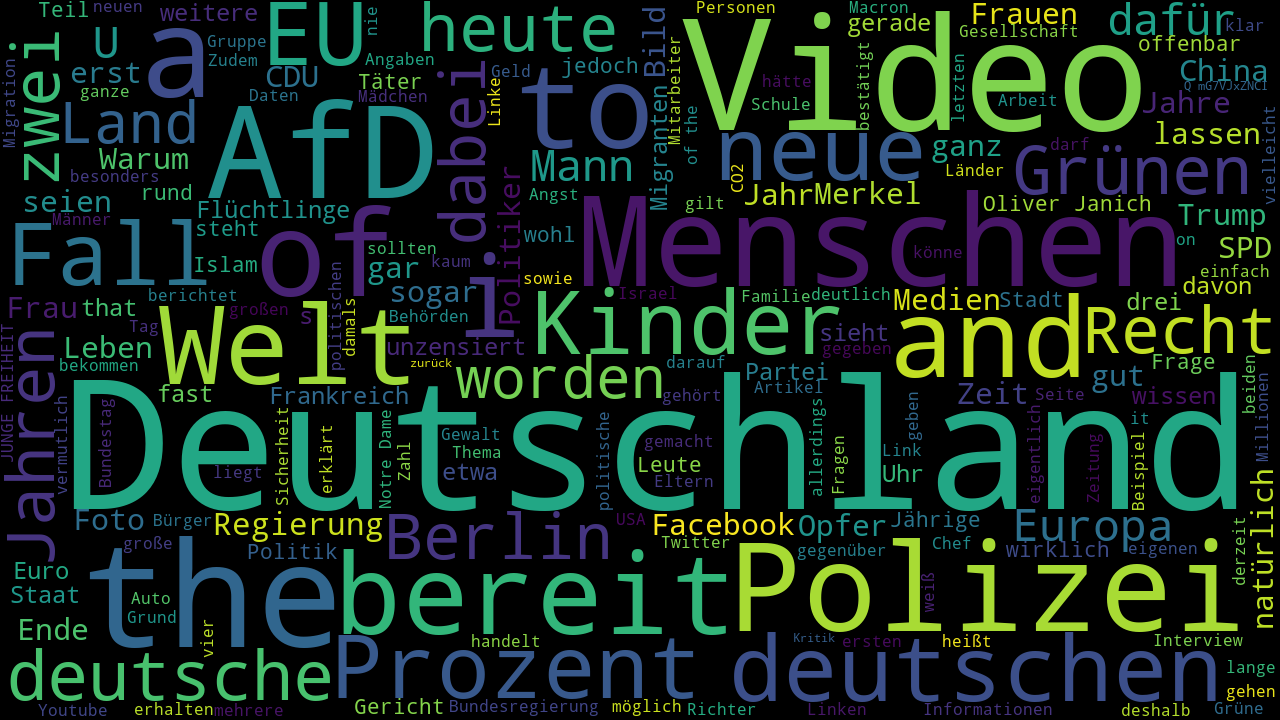 Teil neuen
weitere
nie
heute
Personen Macron
Frauen
dafür
klar
U
EU
a
Gruppe
Zudem
Angaben
Bild
gerade
Gesellschaft
offenbar
zwei
erst
CDU
Täter
Geld
jedoch
Video
hätte
China
Q mG7VJxZNCI
Migration
ganze
Daten
Mädchen
Linke
to
Mitarbeiter
Schule
bestätigt
letzten
Arbeit
Jahre
Land
AfD
dabei
of the
neue
ganz
darf
lassen
Warum
besonders
rund
Mann
Migranten
CO2
Länder
Grünen
vielleicht
seien
Flüchtlinge
Angst
gilt
Jahr
Merkel
Oliver Janich
Trump
Männer
steht
Politiker
wohl
Menschen
on
SPD
Fall
of
sollten
kaum
könne
einfach
Islam
gar
sowie
davon
berichtet
politischen
sogar
i
Israel
Familie
deutlich
Medien
Stadt
drei
Frau
that
großen
s
damals
Behörden
Kinder
sieht
and
Recht
JUNGE FREIHEIT
Jahren
Tag
Welt
unzensiert
gegeben
Leben
bekommen
zurück
darauf
Partei
gut
Frage
fast
Frankreich
worden
gehört
Artikel
Zeit
Seite
wissen
beiden
vermutlich
Bundestag
Deutschland
Sicherheit
erklärt
Notre Dame
Zahl
Gewalt
Thema
etwa
politische
gemacht
Leute
Eltern
allerdings
Fragen
geben
Link
Uhr
eigentlich
Zeitung
it
Beispiel
Millionen
liegt
natürlich
Foto
Bürger
Regierung
Berlin
USA
Facebook
Opfer
Jährige
Europa
große
Politik
Twitter
gegenüber
Chef
wirklich
eigenen
derzeit
Euro
Staat
the
bereit
Polizei
weiß
Auto
Grund
Ende
vier
handelt
Kritik
ersten
heißt
Interview
deutsche
Prozent
deutschen
lange
gehen
Youtube
erhalten
mehrere
Gericht
Bundesregierung
möglich
Richter
Linken
Informationen
deshalb
Grüne